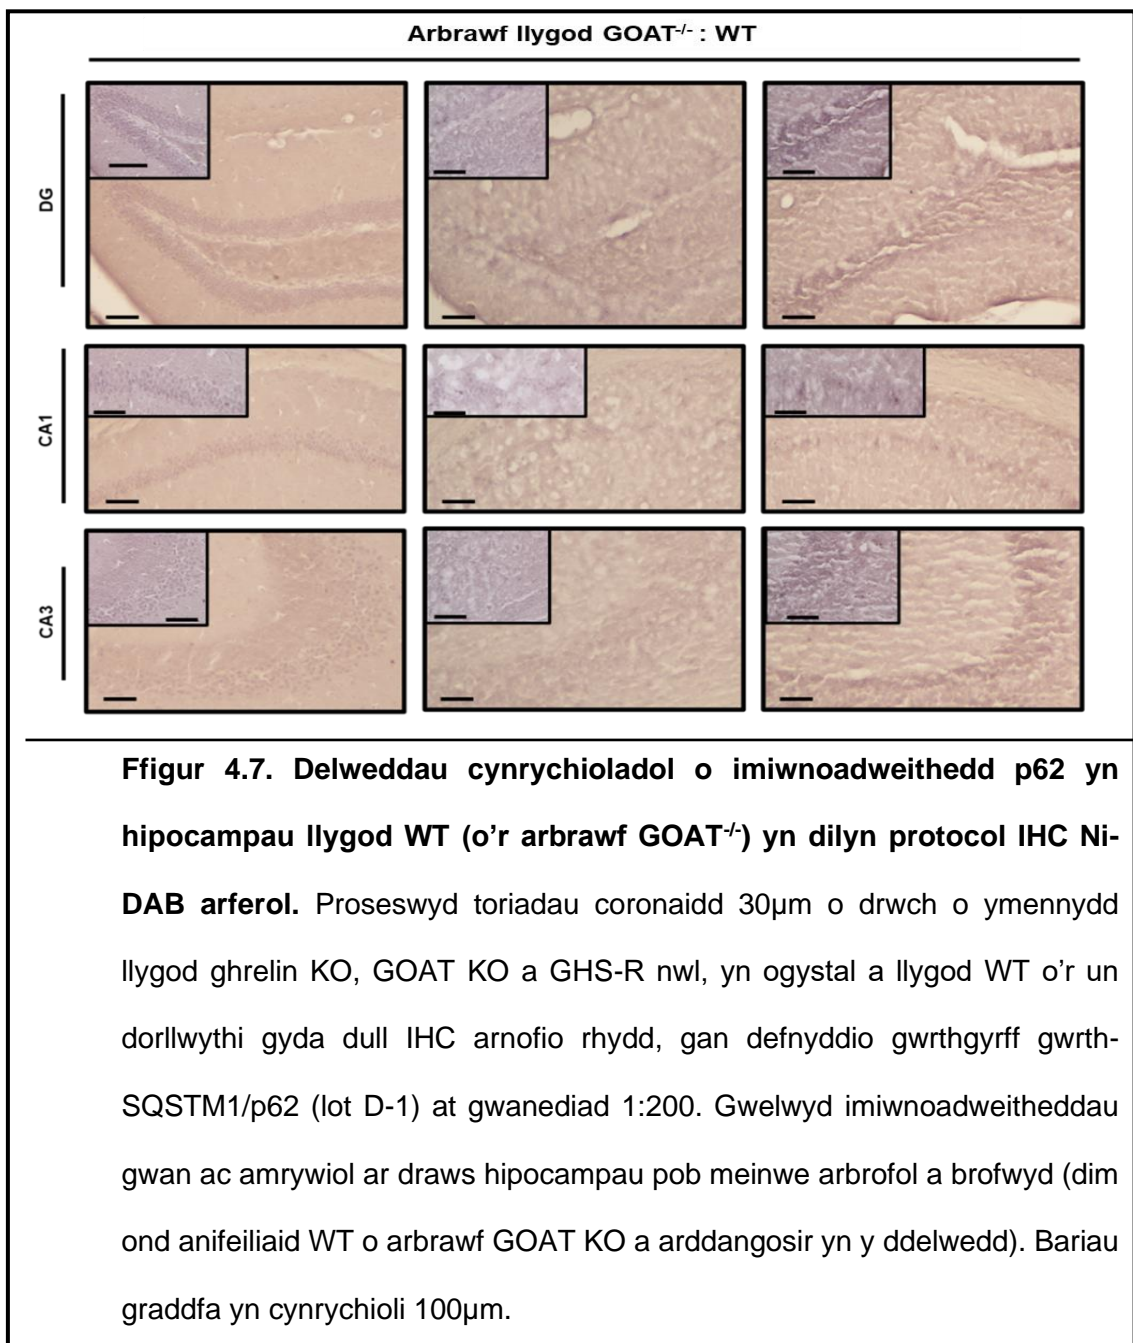 Arbrawf llygod GOAT-/- : WT
DG
CA1
CA3
Ffigur 4.7. Delweddau cynrychioladol o imiwnoadweithedd p62 yn
hipocampau llygod WT (o’r arbrawf GOAT-/-) yn dilyn protocol IHC Ni-
DAB arferol. Proseswyd toriadau coronaidd 30µm o drwch o ymennydd
llygod ghrelin KO, GOAT KO a GHS-R nwl, yn ogystal a llygod WT o’r un
dorllwythi gyda dull IHC arnofio rhydd, gan defnyddio gwrthgyrff gwrth-
SQSTM1/p62 (lot D-1) at gwanediad 1:200. Gwelwyd imiwnoadweitheddau
gwan ac amrywiol ar draws hipocampau pob meinwe arbrofol a brofwyd (dim
ond anifeiliaid WT o arbrawf GOAT KO a arddangosir yn y ddelwedd). Bariau
graddfa yn cynrychioli 100µm.